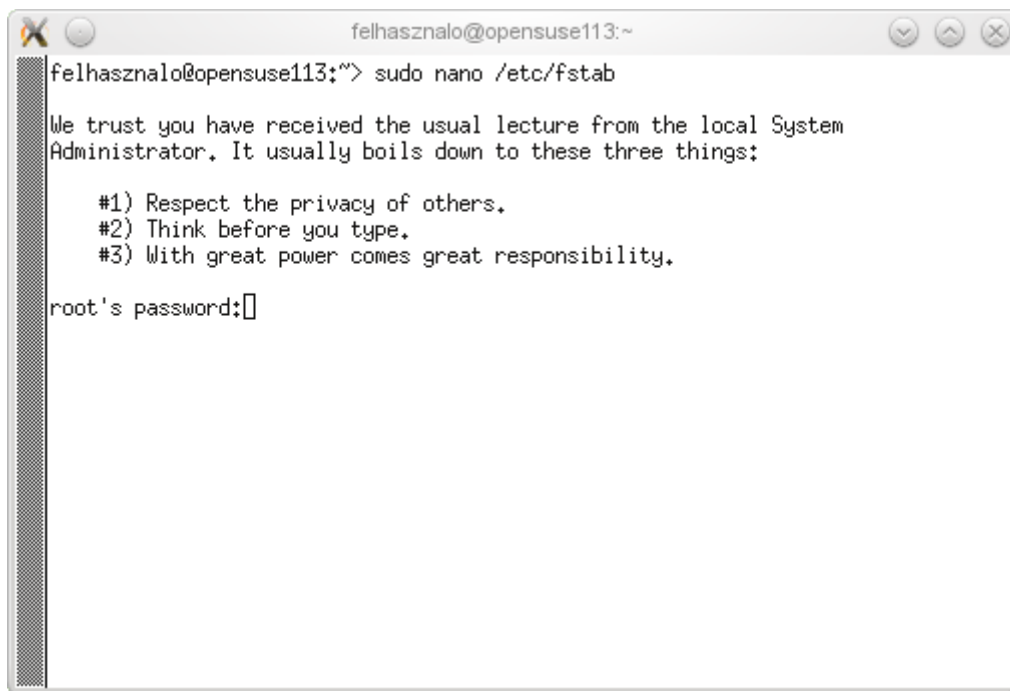 felhasznalo@opensuse113:~
felhasznalo@opensuse113:~> sudo nano /etc/fstab
We trust you have received the usual lecture from the local System
Administrator. It usually boils down to these three things:
#1) Respect the privacy of others.
#2) Think before you type.
#3) With great power comes great responsibility.
root's password: